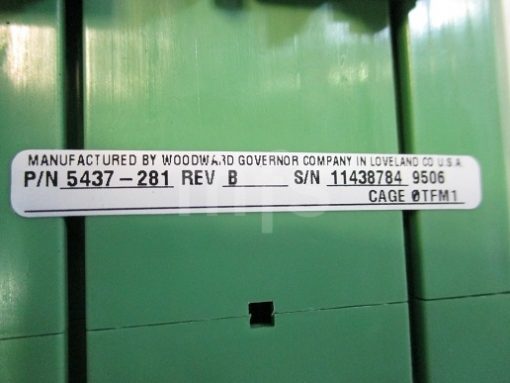 MANUFACTURED BY WOODWARD GOVERNOR COMPANY IN LOVELAND CO U.S.A.
P/N 5437-281 REV B S/N 11438784 9506
CAGE 0TFM1